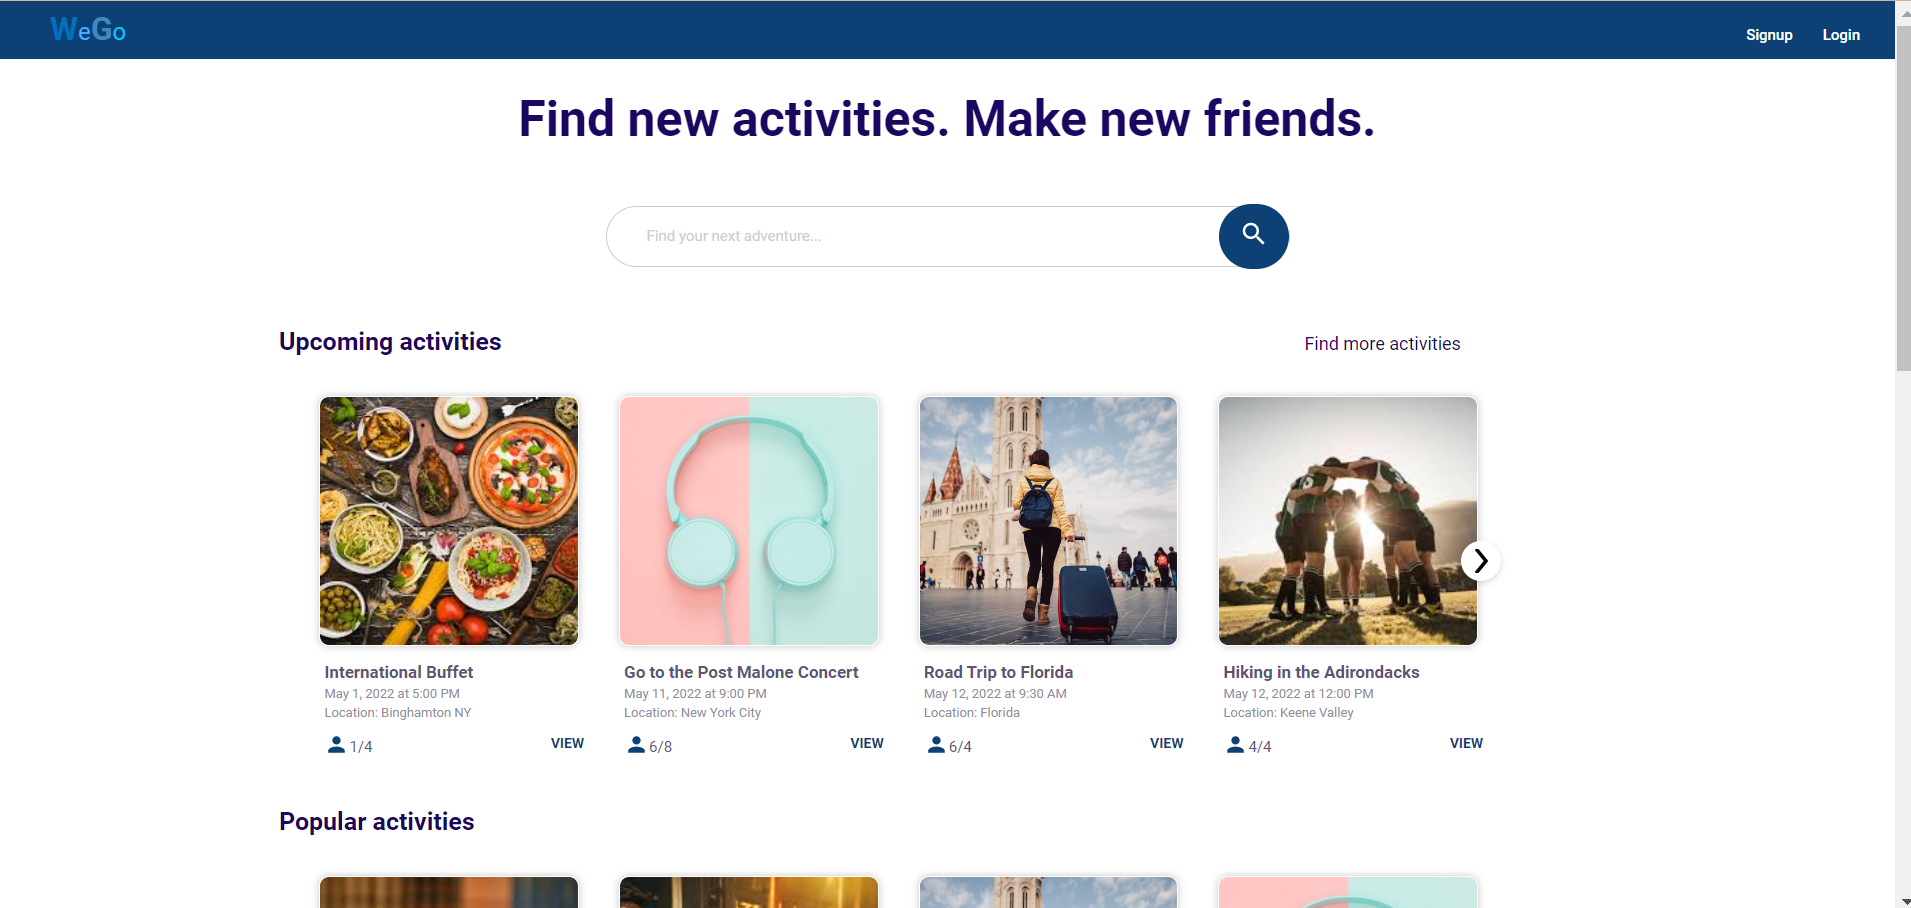 WeGo
Signup
Login
Find new activities. Make new friends.
Find your next adventure...
Upcoming activities
Find more activities
International Buffet
May 1, 2022 at 5:00 PM
Location: Binghamton NY
1/4
VIEW
Go to the Post Malone Concert
May 11, 2022 at 9:00 PM
Location: New York City
6/8
VIEW
Road Trip to Florida
May 12, 2022 at 9:30 AM
Location: Florida
6/4
VIEW
Hiking in the Adirondacks
May 12, 2022 at 12:00 PM
Location: Keene Valley
4/4
VIEW
Popular activities